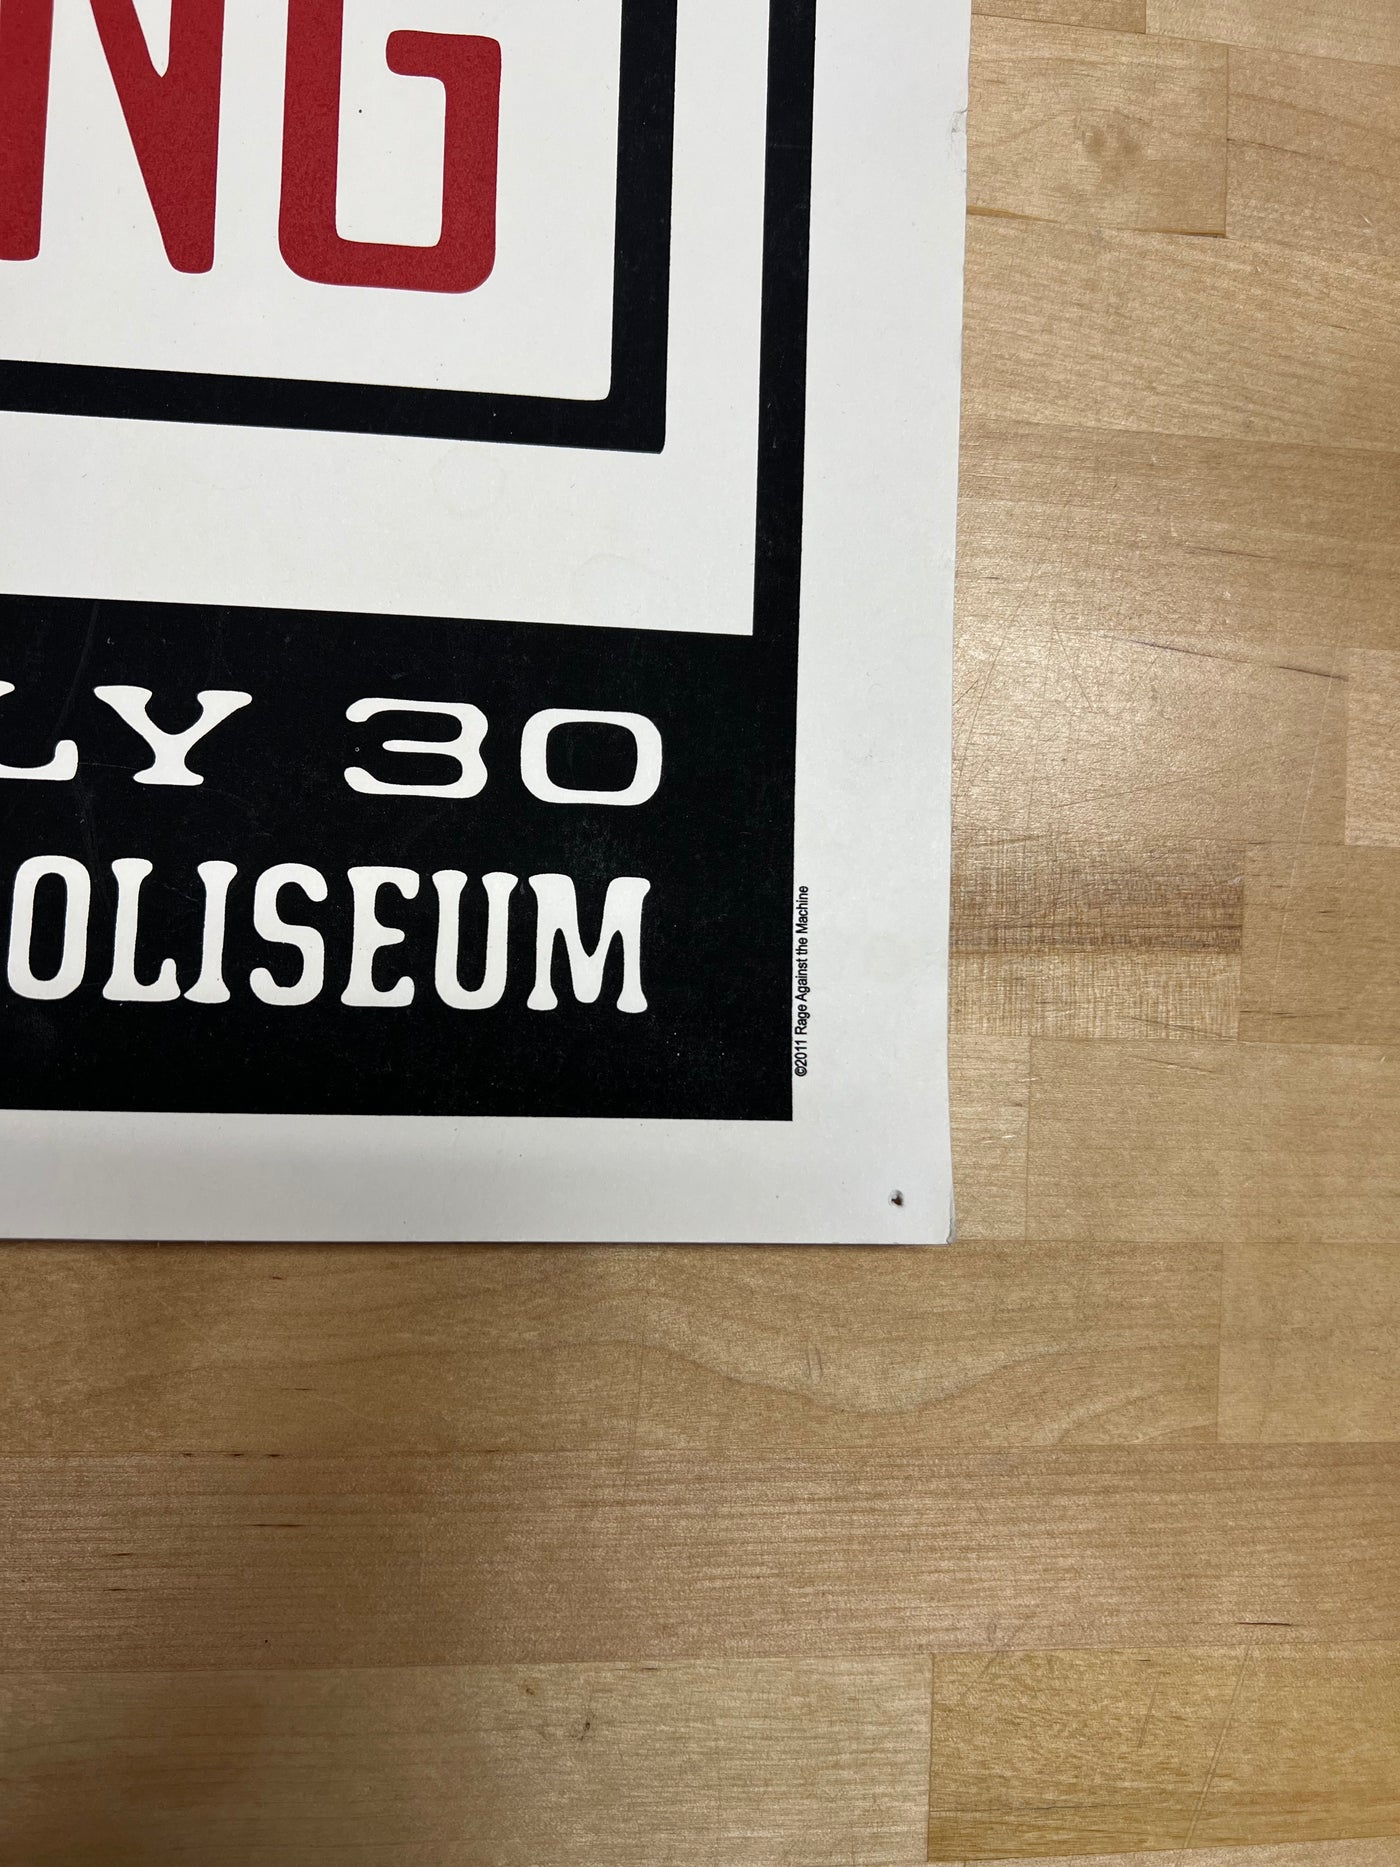 NG
LY 30
OLISEUM
©2011 Rage Against the Machine